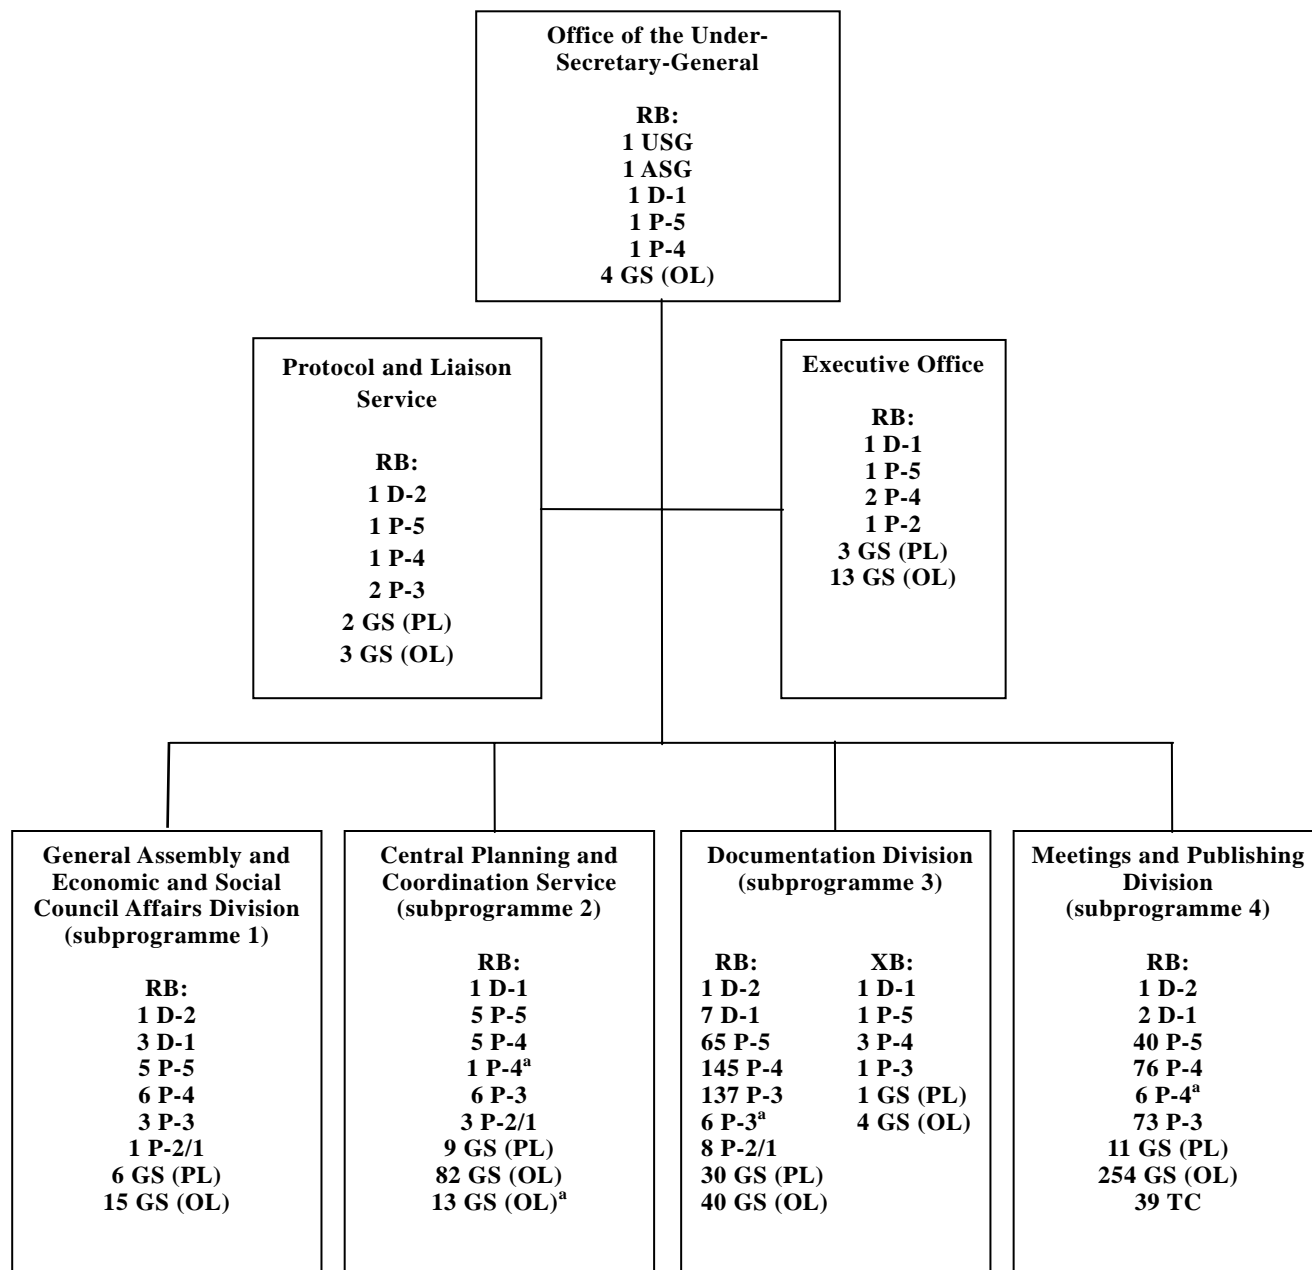 Office of the Under-
Secretary-General
RB:
1 USG
1 ASG
1 D-1
1 P-5
1 P-4
4 GS (OL)
Protocol and Liaison
Service
RB:
1 D-2
1 P-5
1 P-4
2 P-3
2 GS (PL)
3 GS (OL)
Executive Office
RB:
1 D-1
1 P-5
2 P-4
1 P-2
3 GS (PL)
13 GS (OL)
General Assembly and
Economic and Social
Council Affairs Division
(subprogramme 1)
RB:
1 D-2
3 D-1
5 P-5
6 P-4
3 P-3
1 P-2/1
6 GS (PL)
15 GS (OL)
Central Planning and
Coordination Service
(subprogramme 2)
RB:
1 D-1
5 P-5
5 P-4
1 P-4ᵃ
6 P-3
3 P-2/1
9 GS (PL)
82 GS (OL)
13 GS (OL)ᵃ
Documentation Division
(subprogramme 3)
RB:
1 D-2
7 D-1
65 P-5
145 P-4
137 P-3
6 P-3ᵃ
8 P-2/1
30 GS (PL)
40 GS (OL)
XB:
1 D-1
1 P-5
3 P-4
1 P-3
1 GS (PL)
4 GS (OL)
Meetings and Publishing
Division
(subprogramme 4)
RB:
1 D-2
2 D-1
40 P-5
76 P-4
6 P-4ᵃ
73 P-3
11 GS (PL)
254 GS (OL)
39 TC